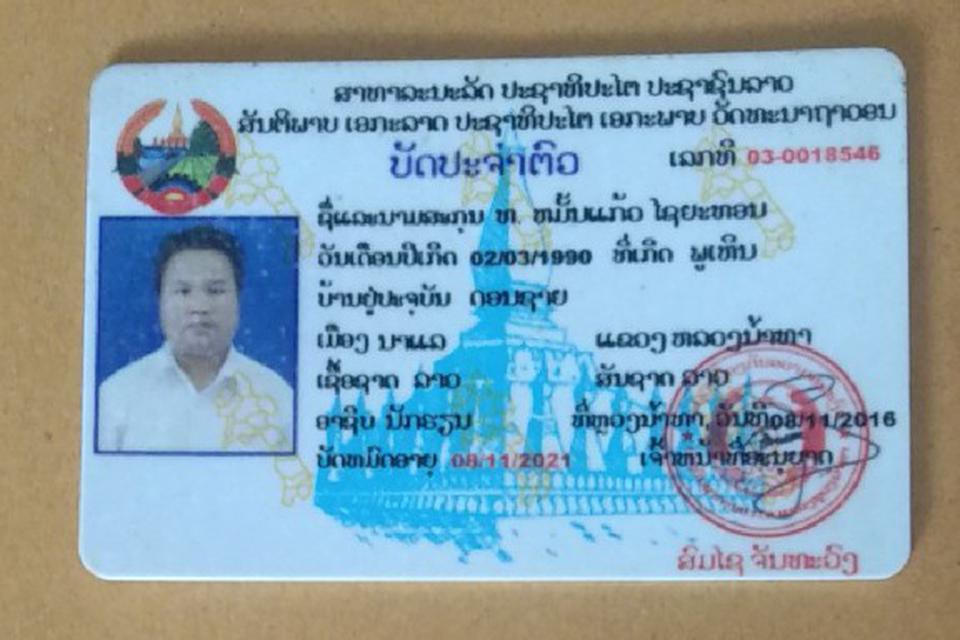 ສາທາລະນະລັດ ປະຊາທິປະໄຕ ປະຊາຊົນລາວ
ສັນຕິພາບ ເອກະລາດ ປະຊາທິປະໄຕ ເອກະພາບ ວັດທະນາຖາວອນ
ບັດປະຈຳຕົວ
ເລກທີ 03-0018546
ຊື່ແລະນາມສະກຸນ ທ. ຫມັ້ນແກ້ວ ໄຊຍະທອນ
ວັນເດືອນປີເກີດ 02/03/1990 ທີ່ເກີດ ພູເຫີນ
ບ້ານຢູ່ປະຈຸບັນ ດອນຊາຍ
ເມືອງ ນາແລ ແຂວງ ຫລວງນ້ຳທາ
ເຊື້ອຊາດ ລາວ ສັນຊາດ ລາວ
ອາຊີບ ນັກຮຽນ ທີ່ຫຼວງນ້ຳທາ, ວັນທີ08/11/2016
ບັດຫມົດອາຍຸ 08/11/2021 ເຈົ້າຫນ້າທີ່ອະນຸຍາດ
ສົມໄຊ ຈັນທະວົງ